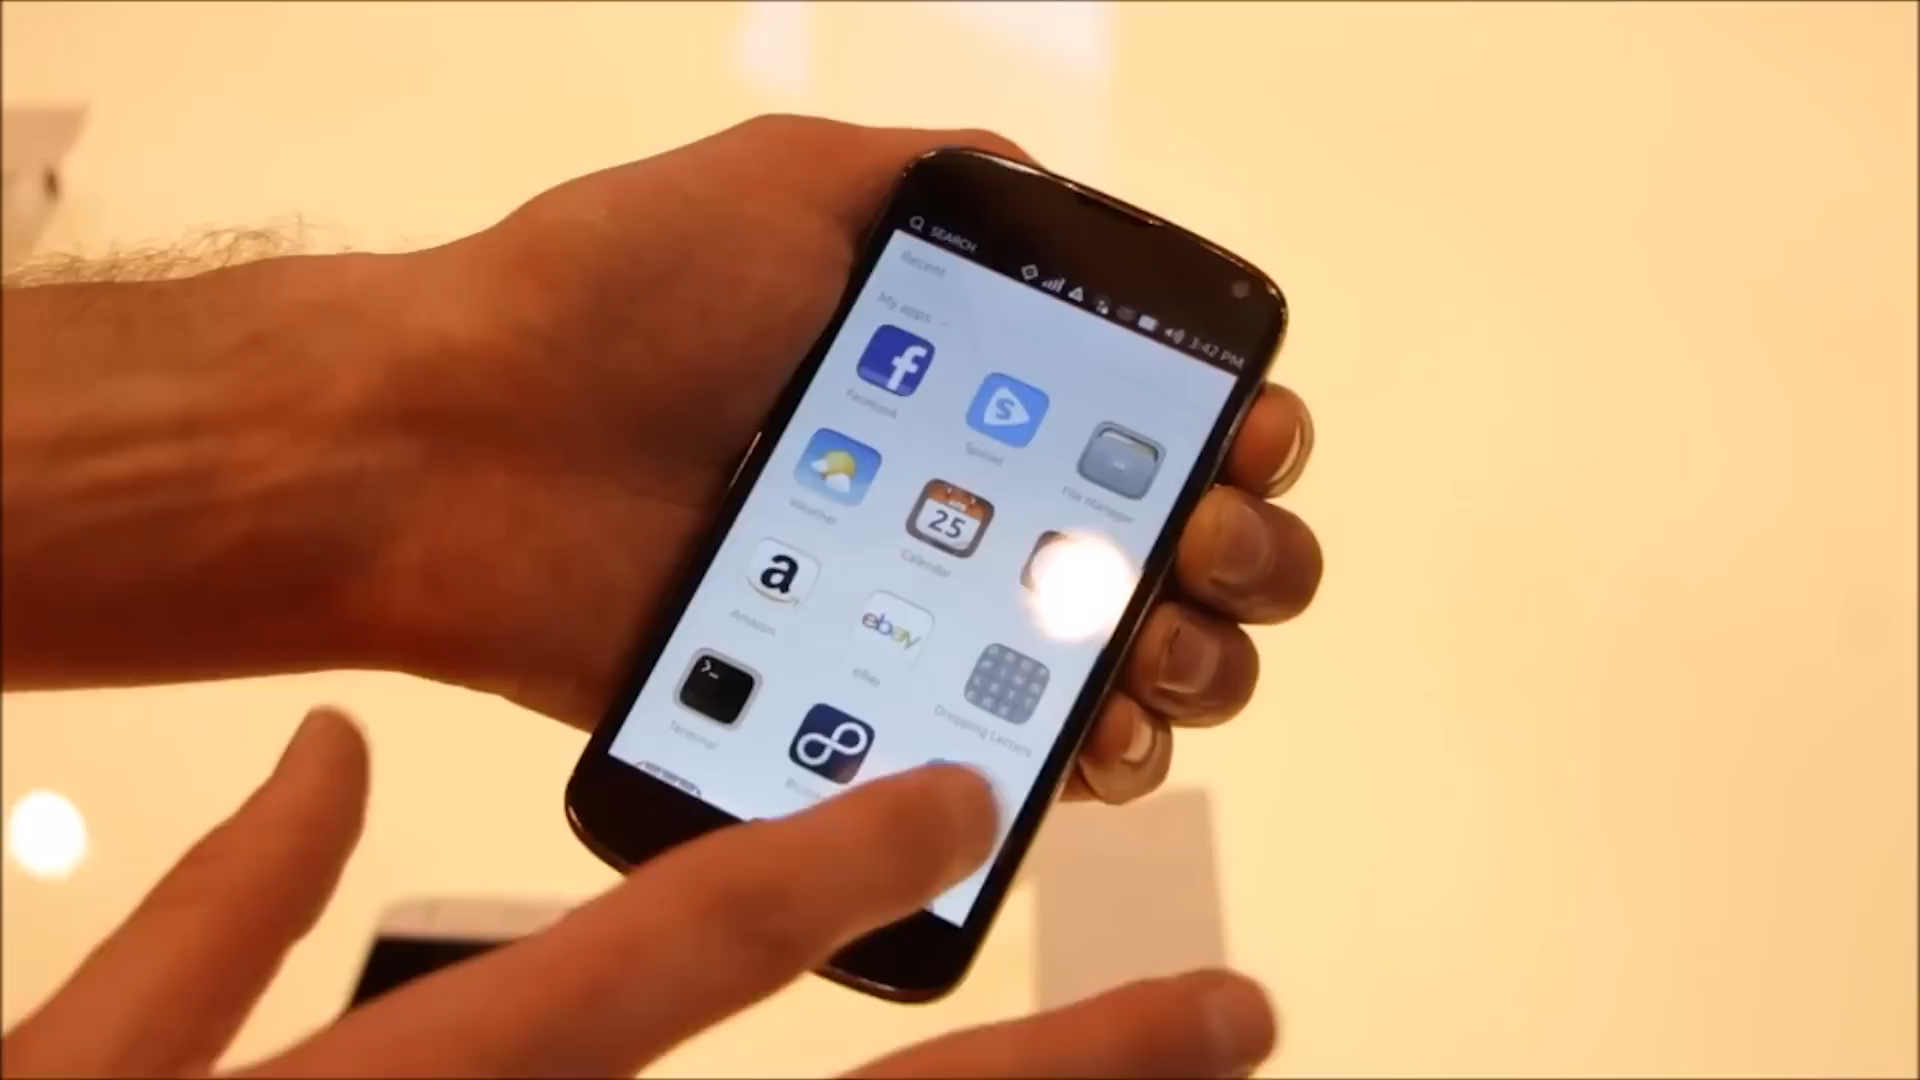 SEARCH
3:42 PM
Recent
My apps
f
Facebook
S
File Manager
Weather
25
Calendar
a
Amazon
ebay
eBay
Dropping Letters
>_
Terminal